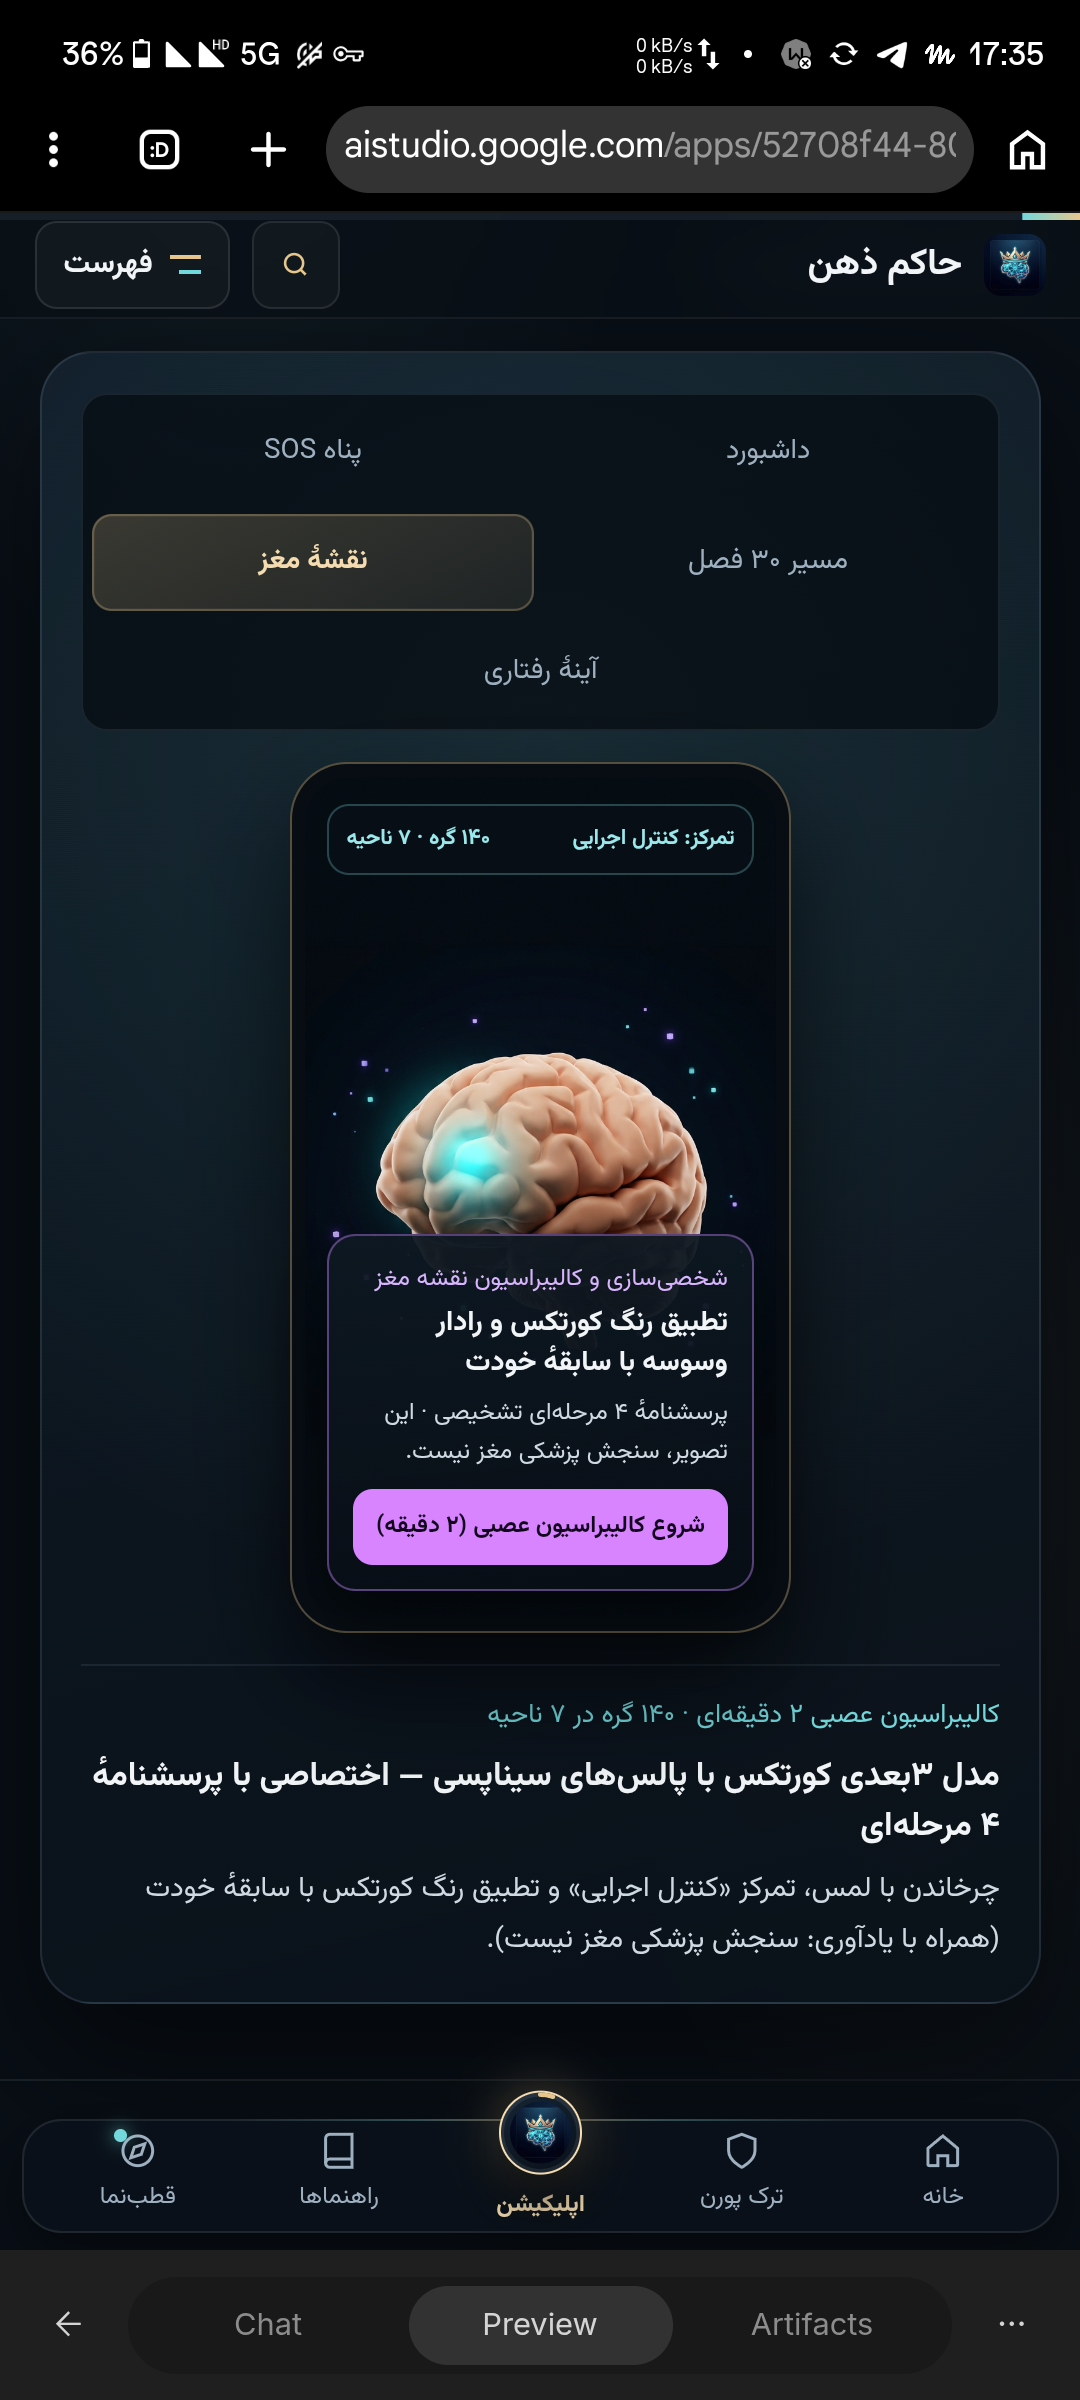 36% HD 5G 0 kB/s 0 kB/s 17:35
:D aistudio.google.com/apps/52708f44-80
حاکم ذهن
فهرست
داشبورد
پناه SOS
مسیر ۳۰ فصل
نقشهٔ مغز
آینهٔ رفتاری
تمرکز: کنترل اجرایی
۱۴۰ گره · ۷ ناحیه
شخصی‌سازی و کالیبراسیون نقشه مغز
تطبیق رنگ کورتکس و رادار
وسوسه با سابقهٔ خودت
پرسشنامهٔ ۴ مرحله‌ای تشخیصی · این
تصویر، سنجش پزشکی مغز نیست.
شروع کالیبراسیون عصبی (۲ دقیقه)
کالیبراسیون عصبی ۲ دقیقه‌ای · ۱۴۰ گره در ۷ ناحیه
مدل ۳بعدی کورتکس با پالس‌های سیناپسی — اختصاصی با پرسشنامهٔ
۴ مرحله‌ای
چرخاندن با لمس، تمرکز «کنترل اجرایی» و تطبیق رنگ کورتکس با سابقهٔ خودت
(همراه با یادآوری: سنجش پزشکی مغز نیست).
خانه
ترک پورن
اپلیکیشن
راهنماها
قطب‌نما
Chat
Preview
Artifacts